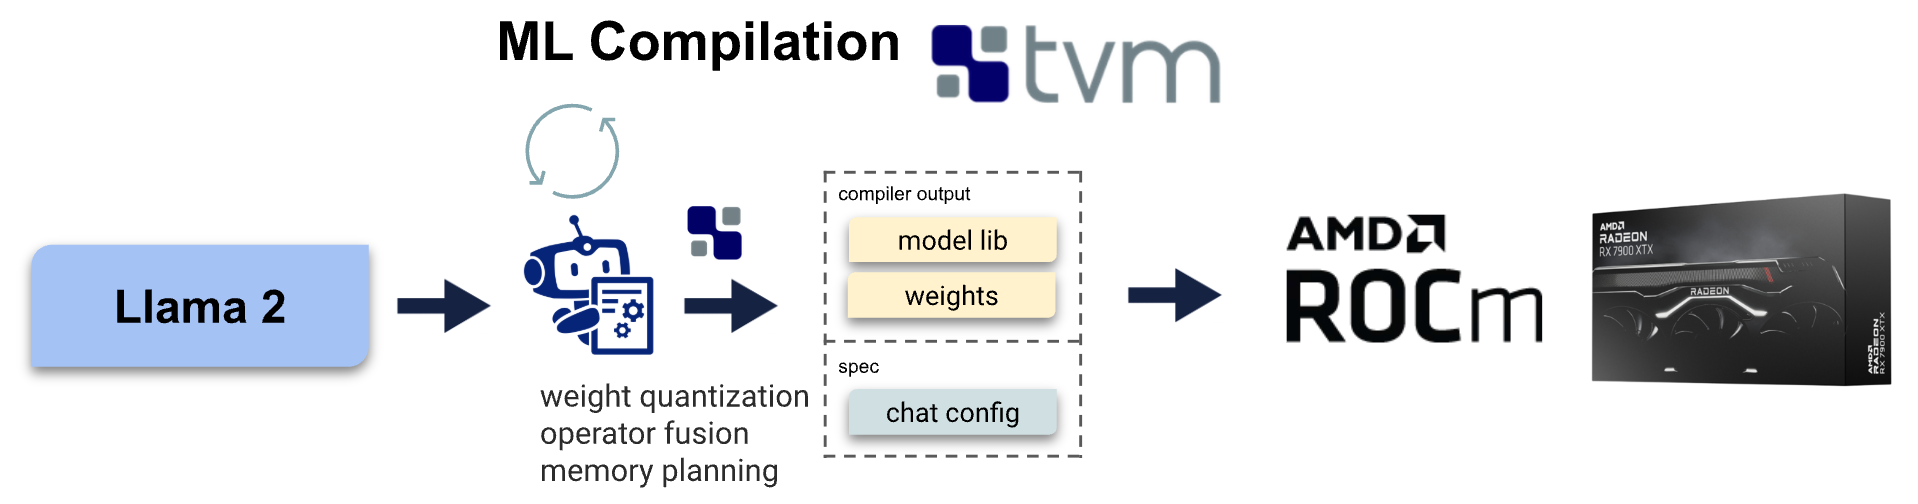 ML Compilation
tvm
Llama 2
weight quantization
operator fusion
memory planning
compiler output
model lib
weights
spec
chat config
AMD
ROCm
AMD
RADEON
RX 7900 XTX
RADEON
AMD
RADEON
RX 7900 XTX